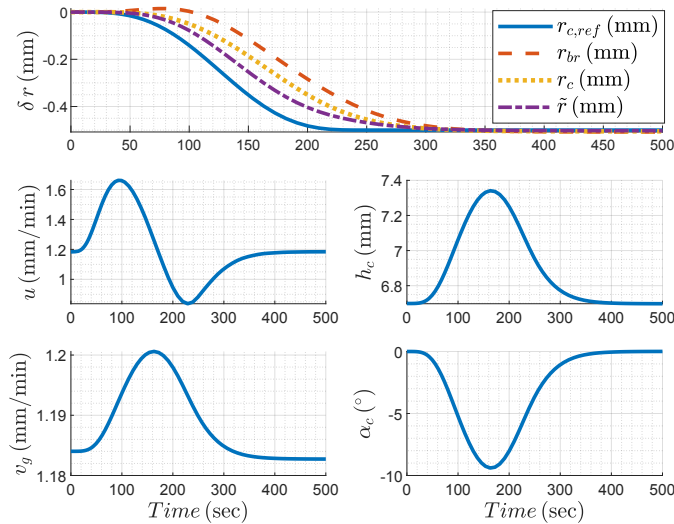 δ r (mm)
0
-0.2
-0.4
0 50 100 150 200 250 300 350 400 450 500
r_{c,ref} (mm)
r_{br} (mm)
r_c (mm)
r̃ (mm)
u (mm/min)
1.6
1.4
1.2
1
0 100 200 300 400 500
h_c (mm)
7.4
7.2
7
6.8
0 100 200 300 400 500
v_g (mm/min)
1.20
1.19
1.18
0 100 200 300 400 500
Time (sec)
α_c (°)
0
-5
-10
0 100 200 300 400 500
Time (sec)